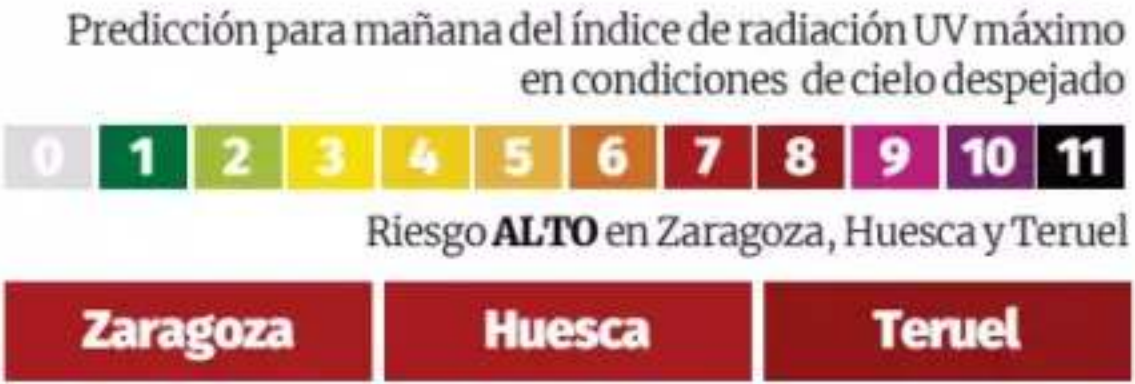 Predicción para mañana del índice de radiación UV máximo
en condiciones de cielo despejado
0 1 2 3 4 5 6 7 8 9 10 11
Riesgo ALTO en Zaragoza, Huesca y Teruel
Zaragoza Huesca Teruel